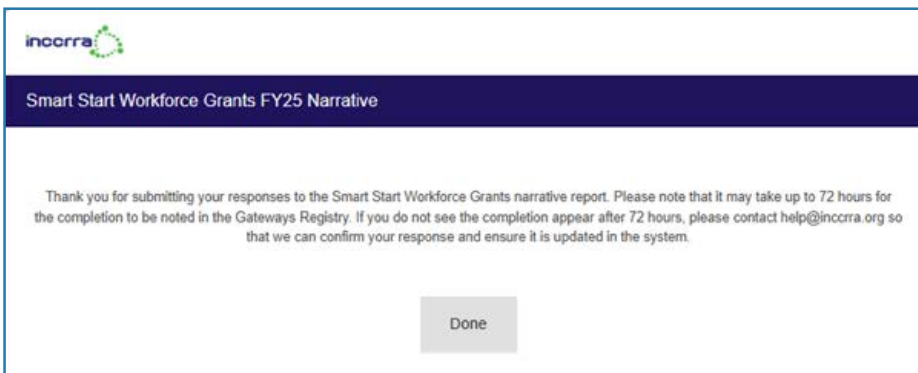 inccrra
Smart Start Workforce Grants FY25 Narrative
Thank you for submitting your responses to the Smart Start Workforce Grants narrative report. Please note that it may take up to 72 hours for
the completion to be noted in the Gateways Registry. If you do not see the completion appear after 72 hours, please contact help@inccrra.org so
that we can confirm your response and ensure it is updated in the system.
Done